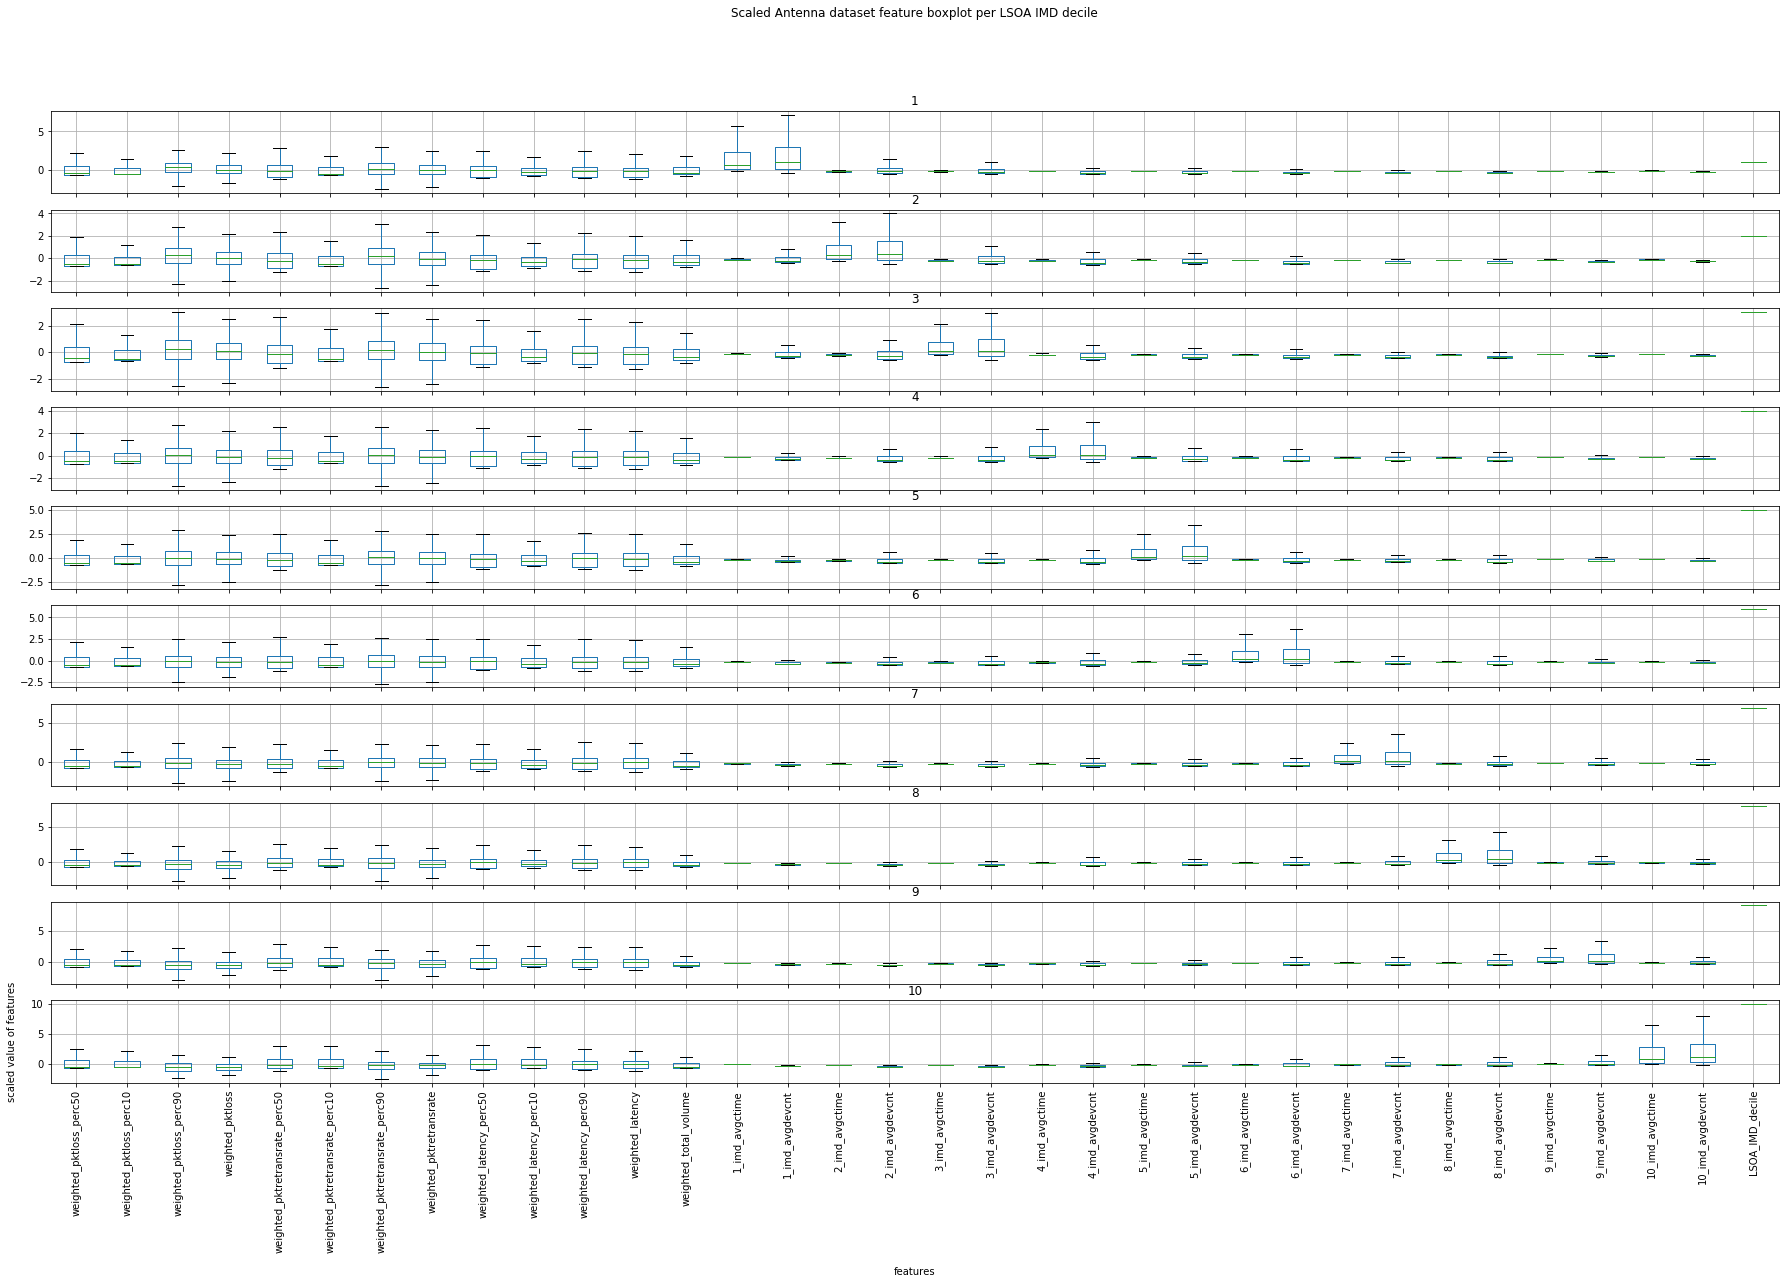 Scaled Antenna dataset feature boxplot per LSOA IMD decile
1
5
0
2
4
2
0
−2
3
2
0
−2
4
4
2
0
−2
5
5.0
2.5
0.0
−2.5
6
5.0
2.5
0.0
−2.5
7
5
0
8
5
0
9
5
0
10
10
5
0
scaled value of features
weighted_pktloss_perc50
weighted_pktloss_perc10
weighted_pktloss_perc90
weighted_pktloss
weighted_pktretransrate_perc50
weighted_pktretransrate_perc10
weighted_pktretransrate_perc90
weighted_pktretransrate
weighted_latency_perc50
weighted_latency_perc10
weighted_latency_perc90
weighted_latency
weighted_total_volume
1_imd_avgctime
1_imd_avgdevcnt
2_imd_avgctime
2_imd_avgdevcnt
3_imd_avgctime
3_imd_avgdevcnt
4_imd_avgctime
4_imd_avgdevcnt
5_imd_avgctime
5_imd_avgdevcnt
6_imd_avgctime
6_imd_avgdevcnt
7_imd_avgctime
7_imd_avgdevcnt
8_imd_avgctime
8_imd_avgdevcnt
9_imd_avgctime
9_imd_avgdevcnt
10_imd_avgctime
10_imd_avgdevcnt
LSOA_IMD_decile
features